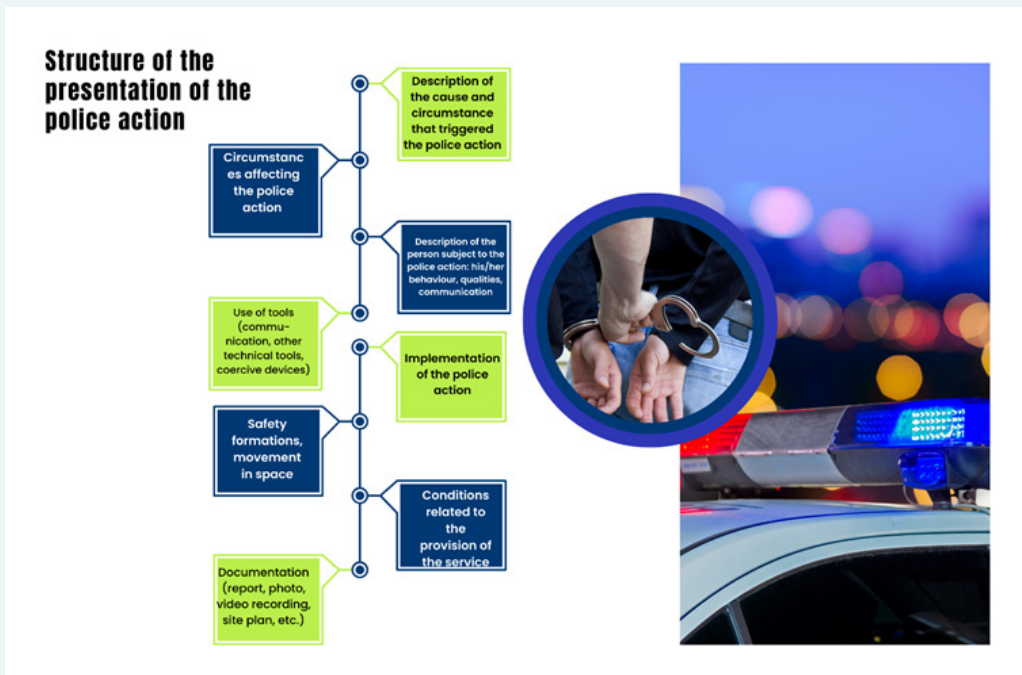 Structure of the
presentation of the
police action
Description of
the cause and
circumstance
that triggered
the police action
Circumstanc
es affecting
the police
action
Description of the
person subject to the
police action: his/her
behaviour, qualities,
communication
Use of tools
(commu-
nication, other
technical tools,
coercive devices)
Implementation
of the police
action
Safety
formations,
movement
in space
Conditions
related to
the
provision of
the service
Documentation
(report, photo,
video recording,
site plan, etc.)